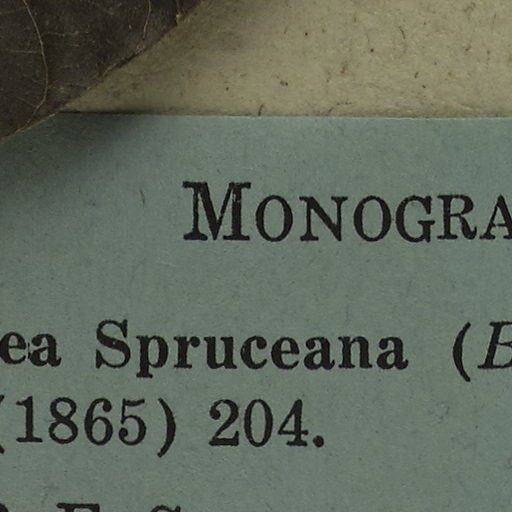 MONOGRA
ea Spruceana (B
(1865) 204.